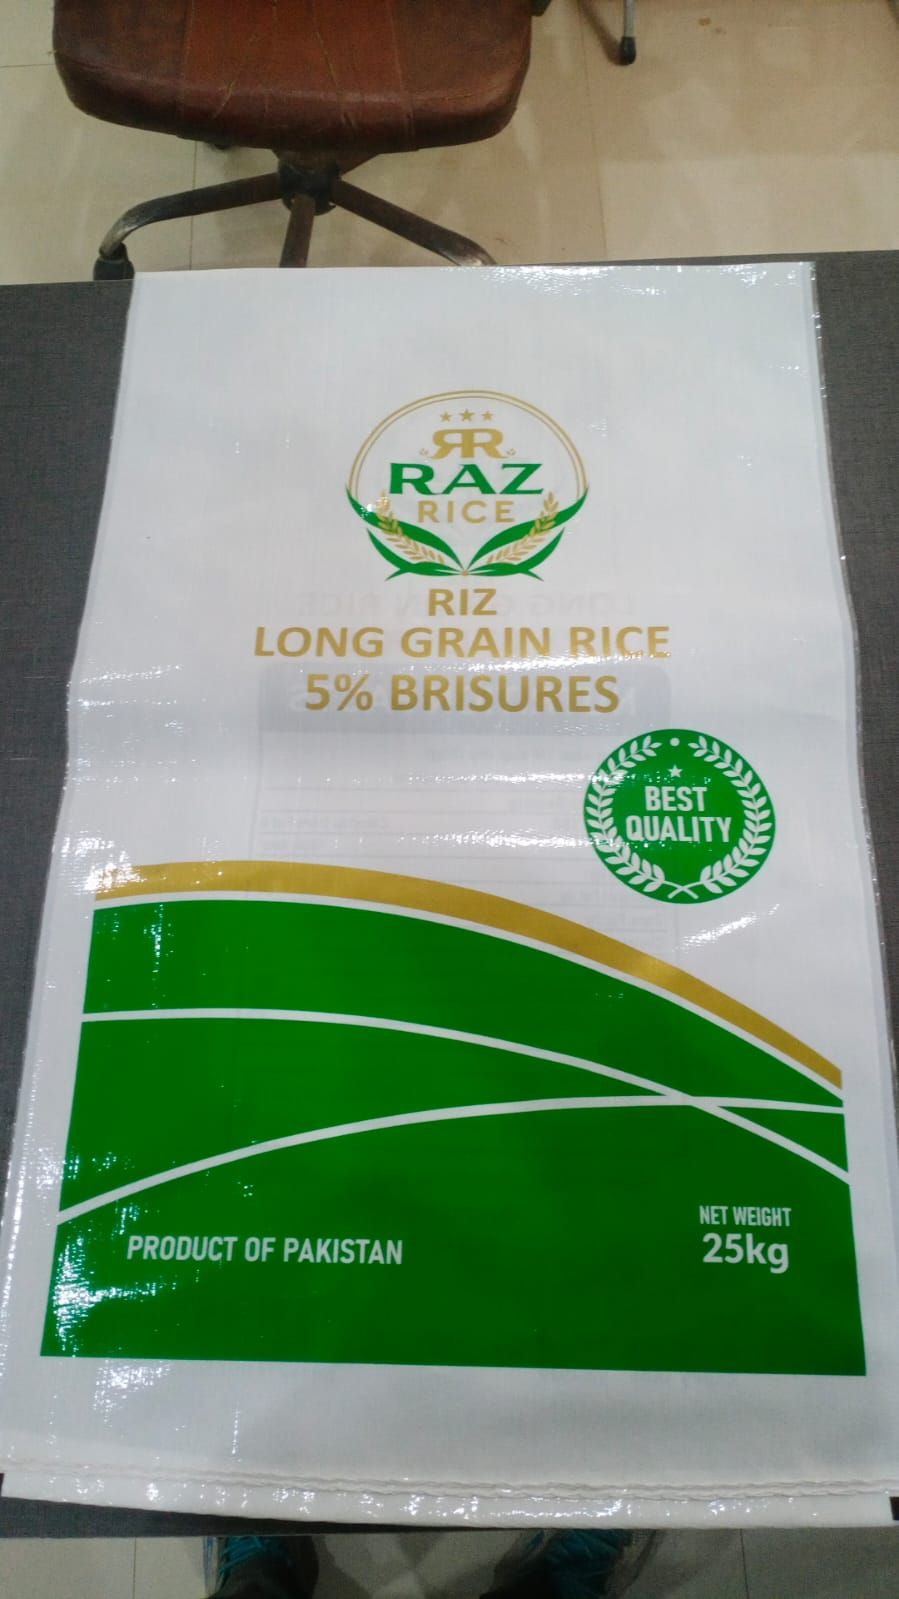 RR
RAZ
RICE
RIZ
LONG GRAIN RICE
5% BRISURES
BEST
QUALITY
PRODUCT OF PAKISTAN
NET WEIGHT
25kg